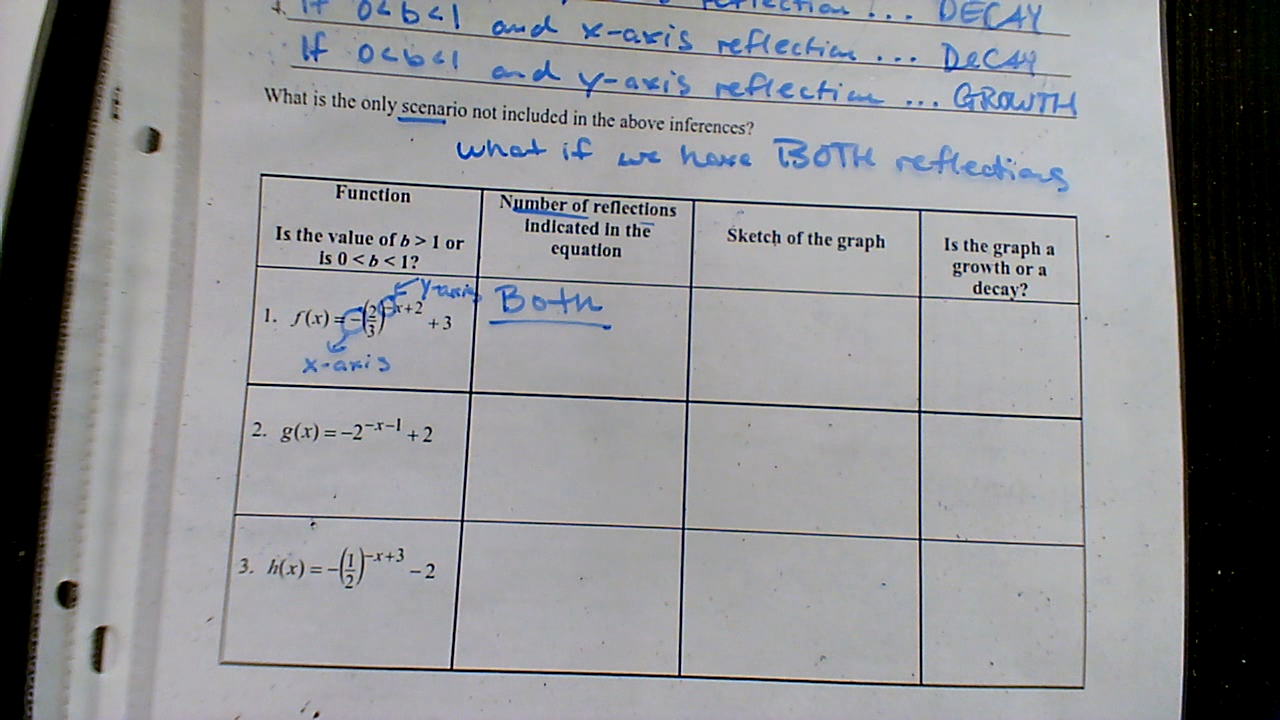 reflection ... DECAY
If 0<b<1 and x-axis reflection ... DECAY
If 0<b<1 and y-axis reflection ... GROWTH
What is the only scenario not included in the above inferences?
what if we have BOTH reflections
Function
Is the value of b > 1 or
is 0 < b < 1?
Number of reflections
indicated in the
equation
Sketch of the graph
Is the graph a
growth or a
decay?
y-axis
1. f(x) = -(2/3)^(-x+2) + 3
x-axis
Both
2. g(x) = -2^(-x-1) + 2
3. h(x) = -(1/2)^(-x+3) - 2